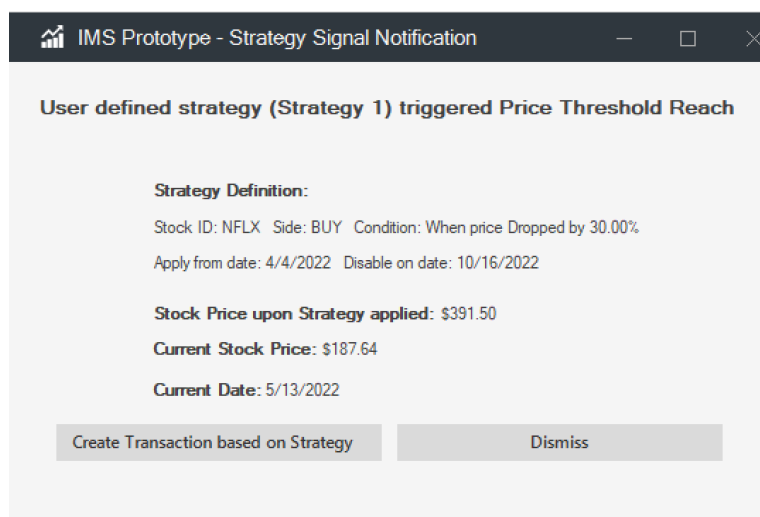 IMS Prototype - Strategy Signal Notification
User defined strategy (Strategy 1) triggered Price Threshold Reach
Strategy Definition:
Stock ID: NFLX Side: BUY Condition: When price Dropped by 30.00%
Apply from date: 4/4/2022 Disable on date: 10/16/2022
Stock Price upon Strategy applied: $391.50
Current Stock Price: $187.64
Current Date: 5/13/2022
Create Transaction based on Strategy Dismiss